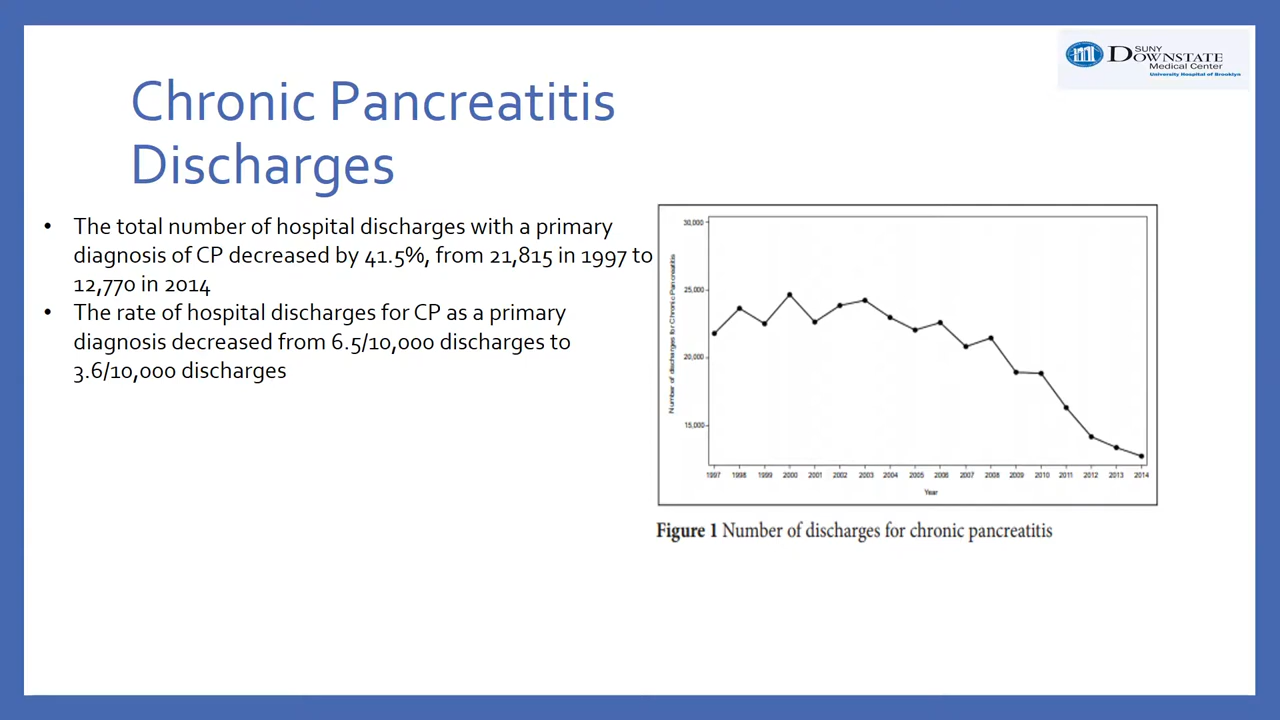 SUNY
DOWNSTATE
Medical Center
University Hospital of Brooklyn
Chronic Pancreatitis
Discharges
• The total number of hospital discharges with a primary
diagnosis of CP decreased by 41.5%, from 21,815 in 1997 to
12,770 in 2014
• The rate of hospital discharges for CP as a primary
diagnosis decreased from 6.5/10,000 discharges to
3.6/10,000 discharges
Number of discharges for Chronic Pancreatitis
30,000
25,000
20,000
15,000
1997 1998 1999 2000 2001 2002 2003 2004 2005 2006 2007 2008 2009 2010 2011 2012 2013 2014
Year
Figure 1 Number of discharges for chronic pancreatitis